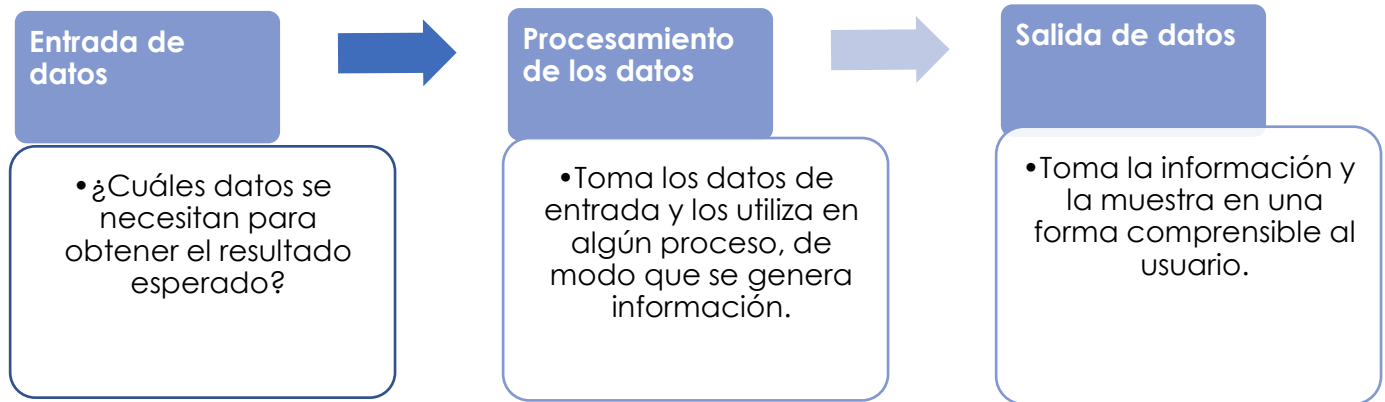 Entrada de
datos
•¿Cuáles datos se
necesitan para
obtener el resultado
esperado?
Procesamiento
de los datos
•Toma los datos de
entrada y los utiliza en
algún proceso, de
modo que se genera
información.
Salida de datos
•Toma la información y
la muestra en una
forma comprensible al
usuario.